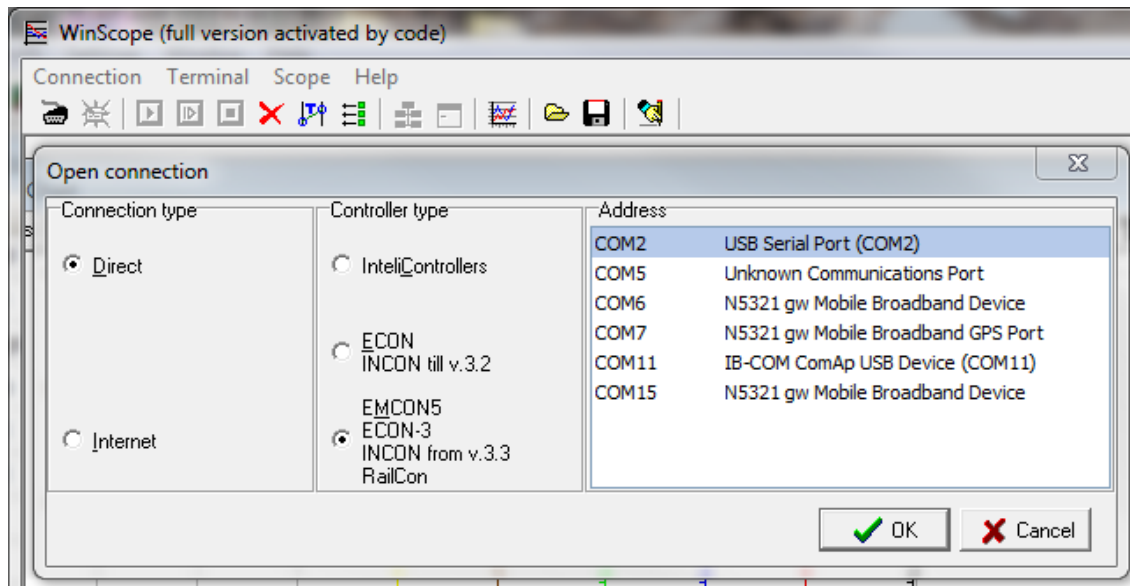 WinScope (full version activated by code)
Connection Terminal Scope Help
Open connection
Connection type
Direct
Internet
Controller type
InteliControllers
ECON
INCON till v.3.2
EMCON5
ECON-3
INCON from v.3.3
RailCon
Address
COM2 USB Serial Port (COM2)
COM5 Unknown Communications Port
COM6 N5321 gw Mobile Broadband Device
COM7 N5321 gw Mobile Broadband GPS Port
COM11 IB-COM ComAp USB Device (COM11)
COM15 N5321 gw Mobile Broadband Device
OK Cancel